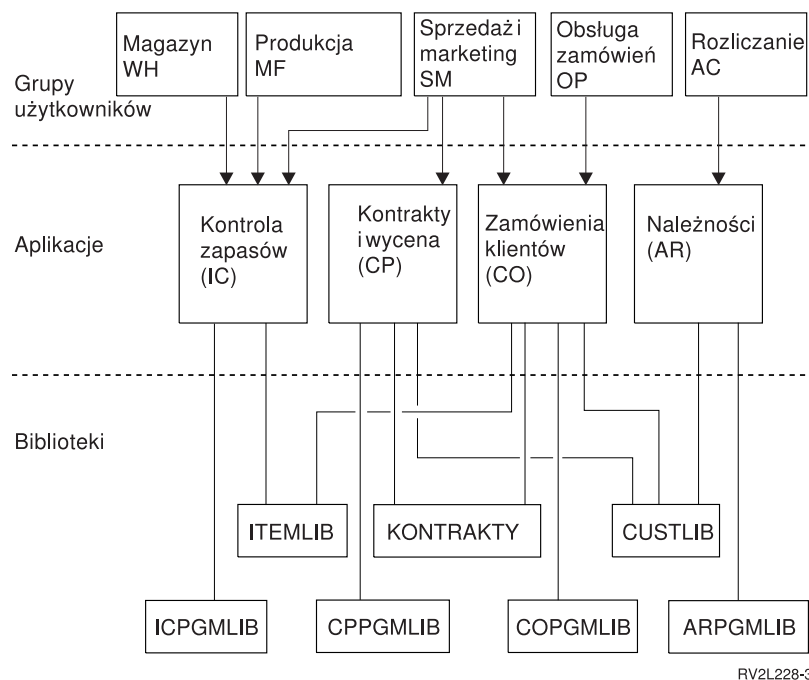 Magazyn
WH
Produkcja
MF
Sprzedaż i
marketing
SM
Obsługa
zamówień
OP
Rozliczanie
AC
Grupy
użytkowników
Aplikacje
Kontrola
zapasów
(IC)
Kontrakty
i wycena
(CP)
Zamówienia
klientów
(CO)
Należności
(AR)
Biblioteki
ITEMLIB
KONTRAKTY
CUSTLIB
ICPGMLIB
CPPGMLIB
COPGMLIB
ARPGMLIB
RV2L228-3